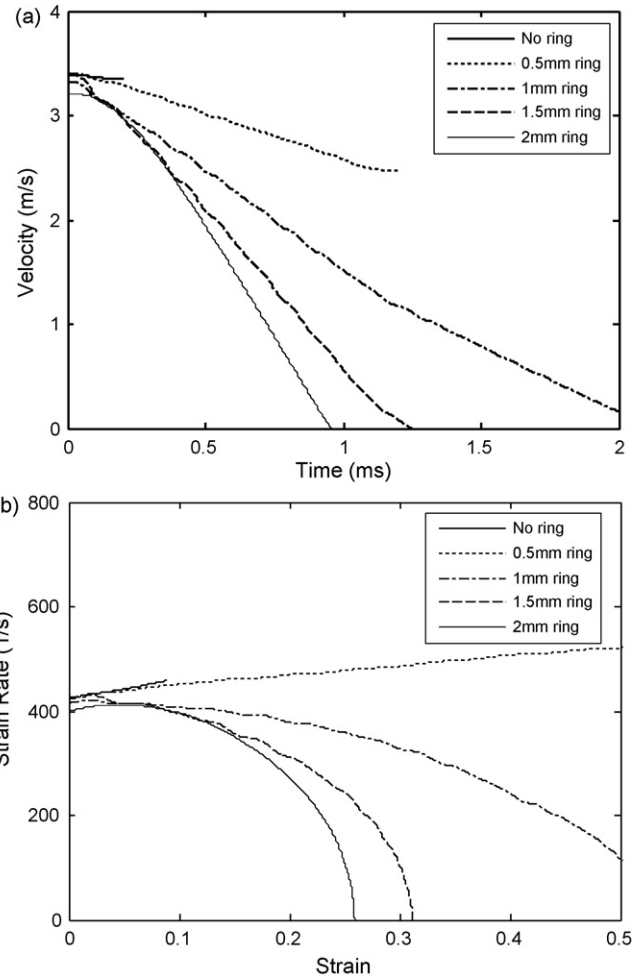 (a)
4
3
2
1
0
Velocity (m/s)
No ring
0.5mm ring
1mm ring
1.5mm ring
2mm ring
0 0.5 1 1.5 2
Time (ms)
b)
800
600
400
200
0
Strain Rate (1/s)
No ring
0.5mm ring
1mm ring
1.5mm ring
2mm ring
0 0.1 0.2 0.3 0.4 0.5
Strain